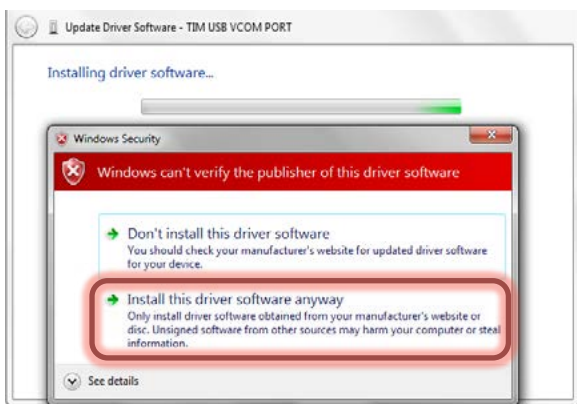 Update Driver Software - TIM USB VCOM PORT
Installing driver software...
Windows Security
Windows can't verify the publisher of this driver software
Don't install this driver software
You should check your manufacturer's website for updated driver software
for your device.
Install this driver software anyway
Only install driver software obtained from your manufacturer's website or
disc. Unsigned software from other sources may harm your computer or steal
information.
See details